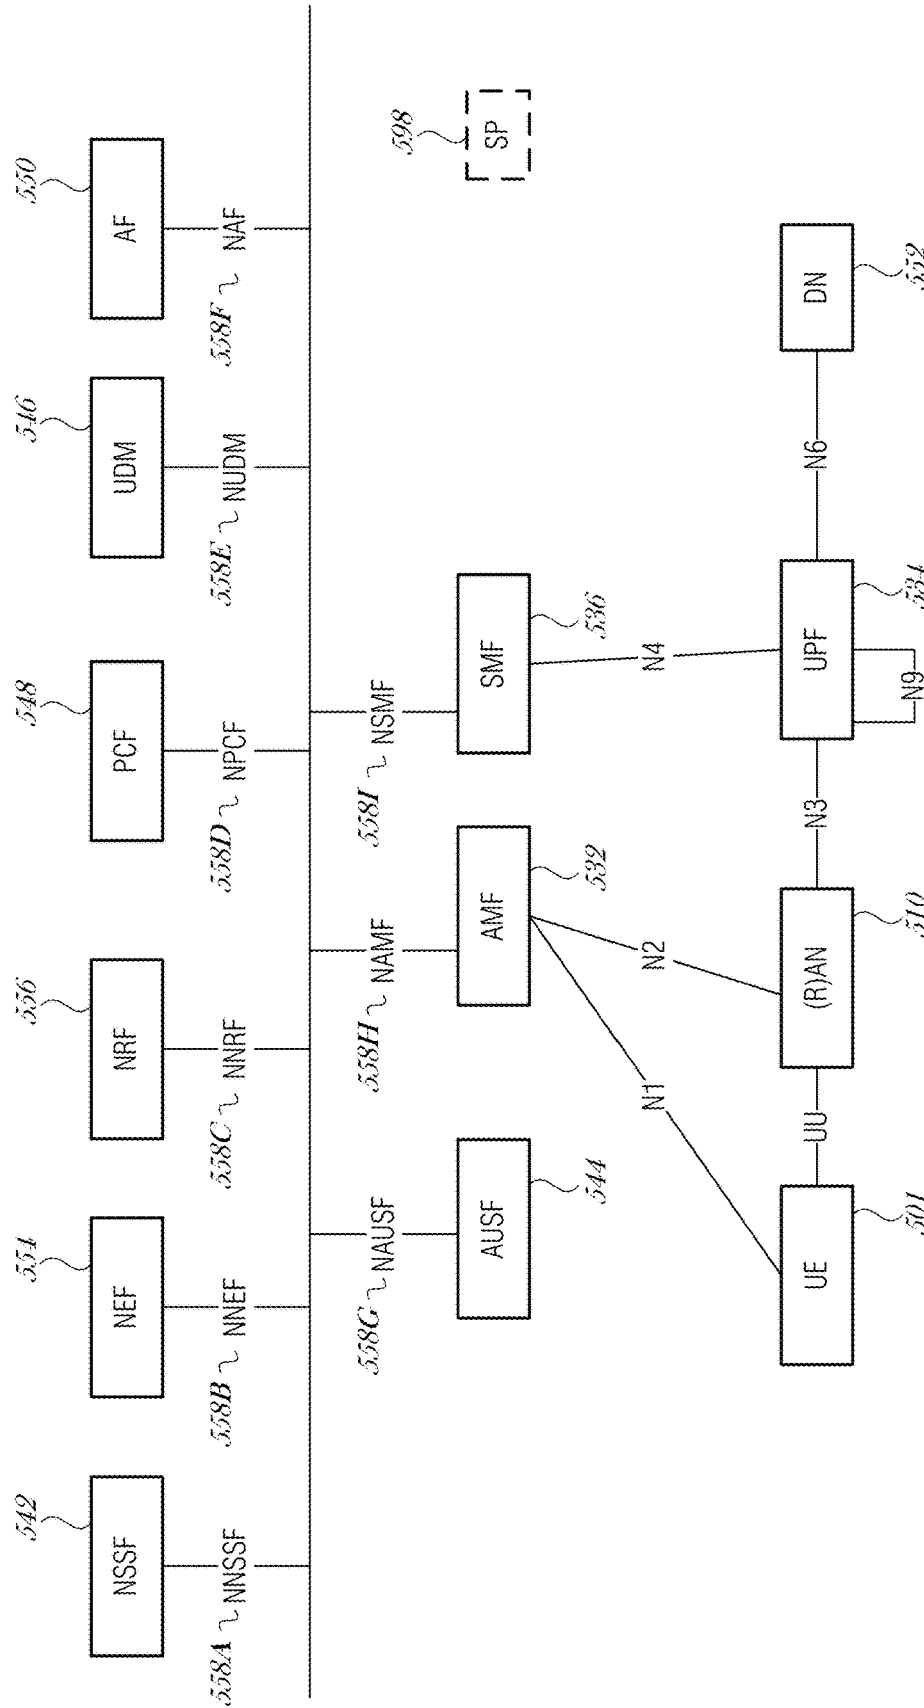 542
554
556
548
546
550
NSSF
NEF
NRF
PCF
UDM
AF
558A
NNSSF
558B
NNEF
558C
NNRF
558D
NPCF
558E
NUDM
558F
NAF
558G
NAUSF
558H
NAMF
558I
NSMF
598
AUSF
AMF
SMF
SP
544
532
536
N1
N2
N4
UE
UU
(R)AN
N3
UPF
N6
DN
501
510
N9
534
552